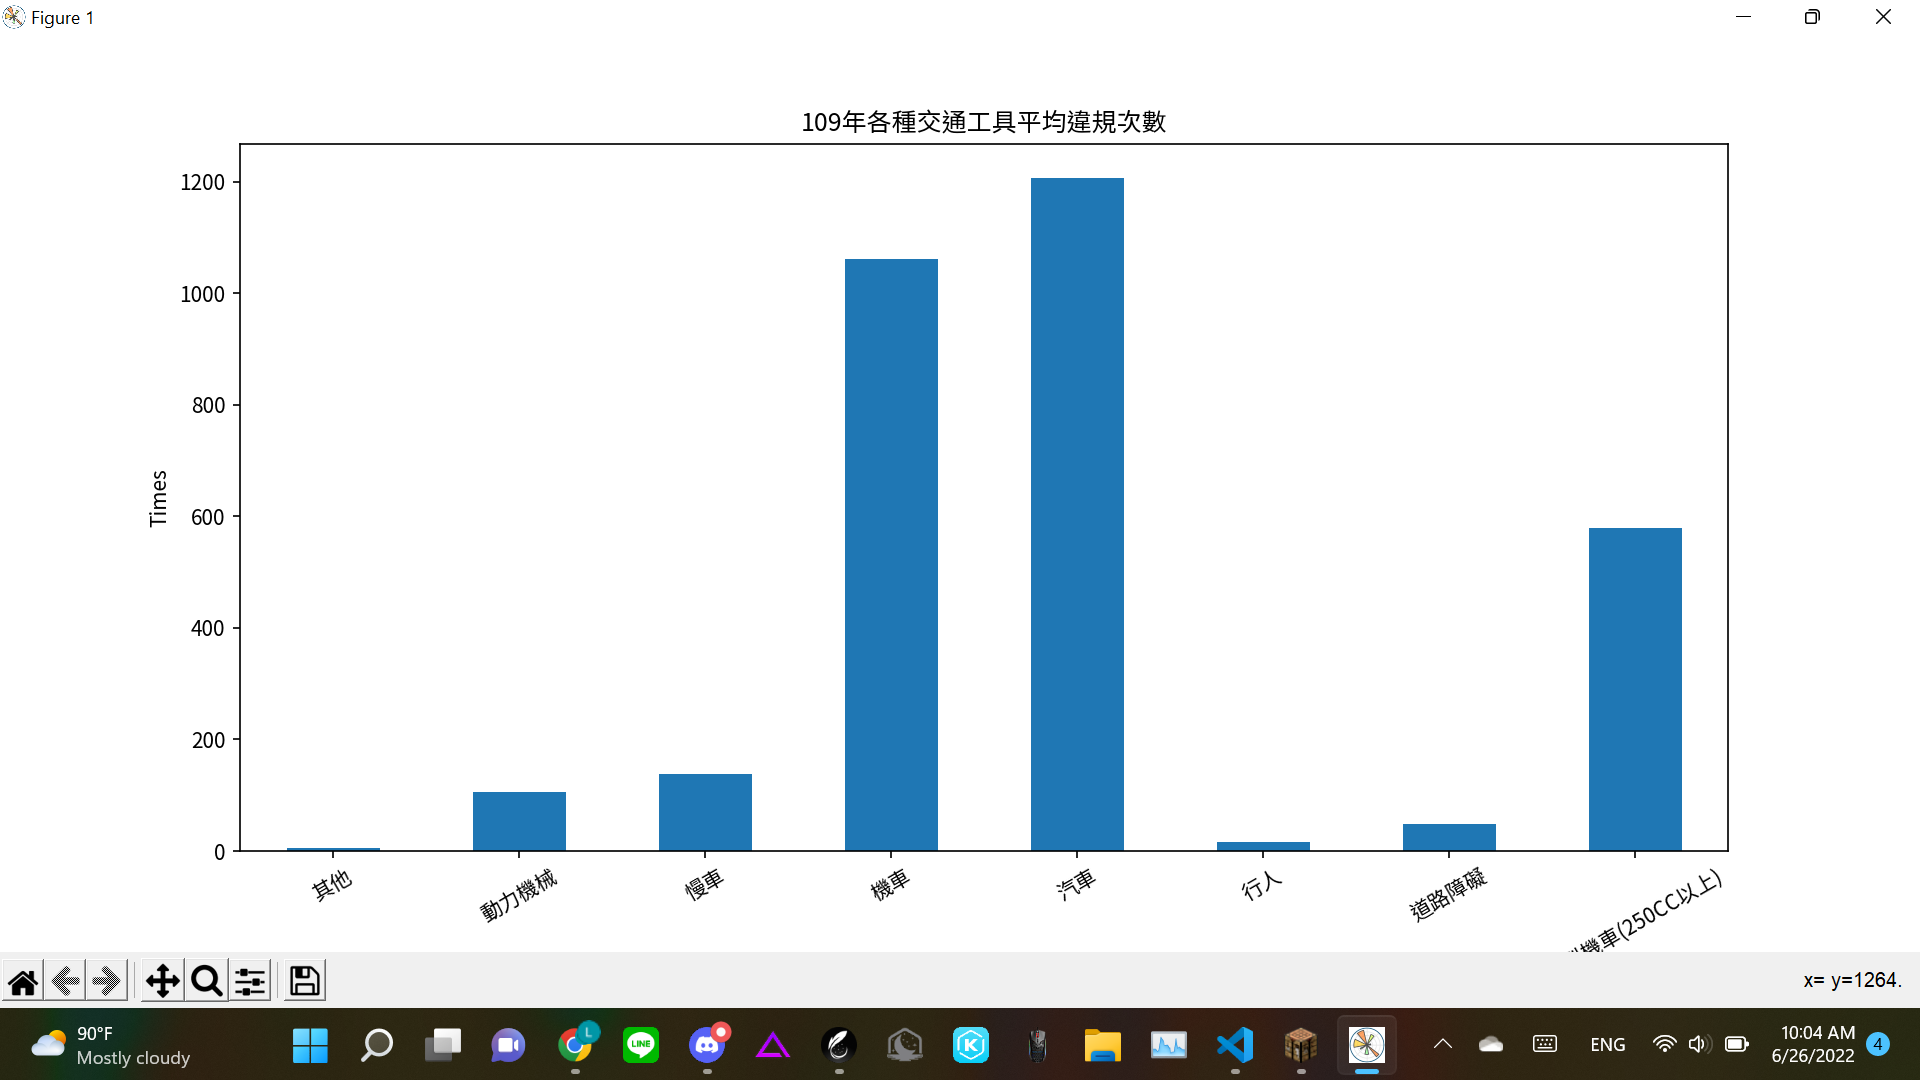 Figure 1
109年各種交通工具平均違規次數
1200
1000
800
600
400
200
0
Times
其他
動力機械
慢車
機車
汽車
行人
道路障礙
機車(250CC以上)
x= y=1264.
90°F
Mostly cloudy
L
LINE
K
ENG
10:04 AM
6/26/2022
4